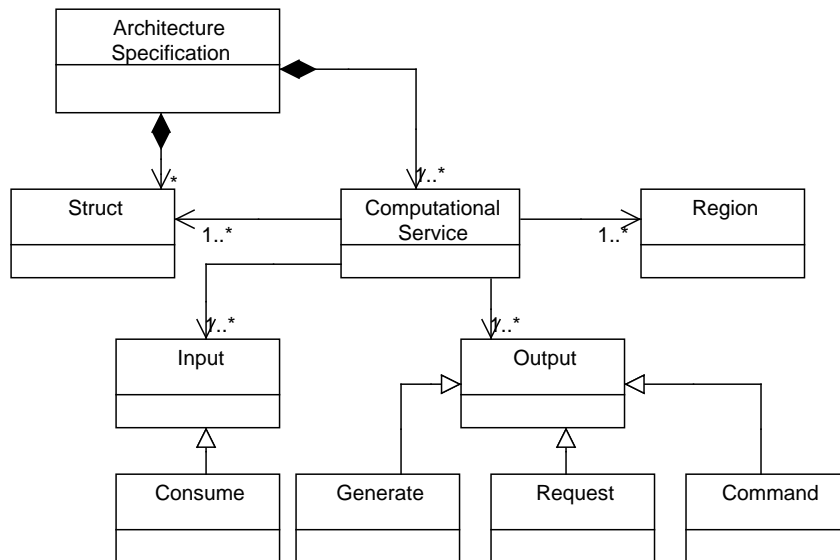 Architecture
Specification
*
1..*
Struct
Computational
Service
Region
1..*
1..*
1..*
1..*
Input
Output
Consume
Generate
Request
Command